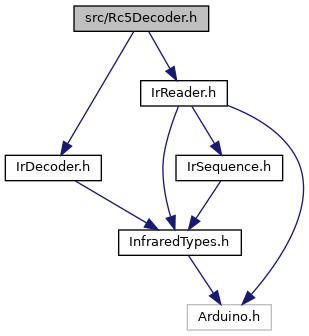 src/Rc5Decoder.h
IrReader.h
IrDecoder.h
IrSequence.h
InfraredTypes.h
Arduino.h